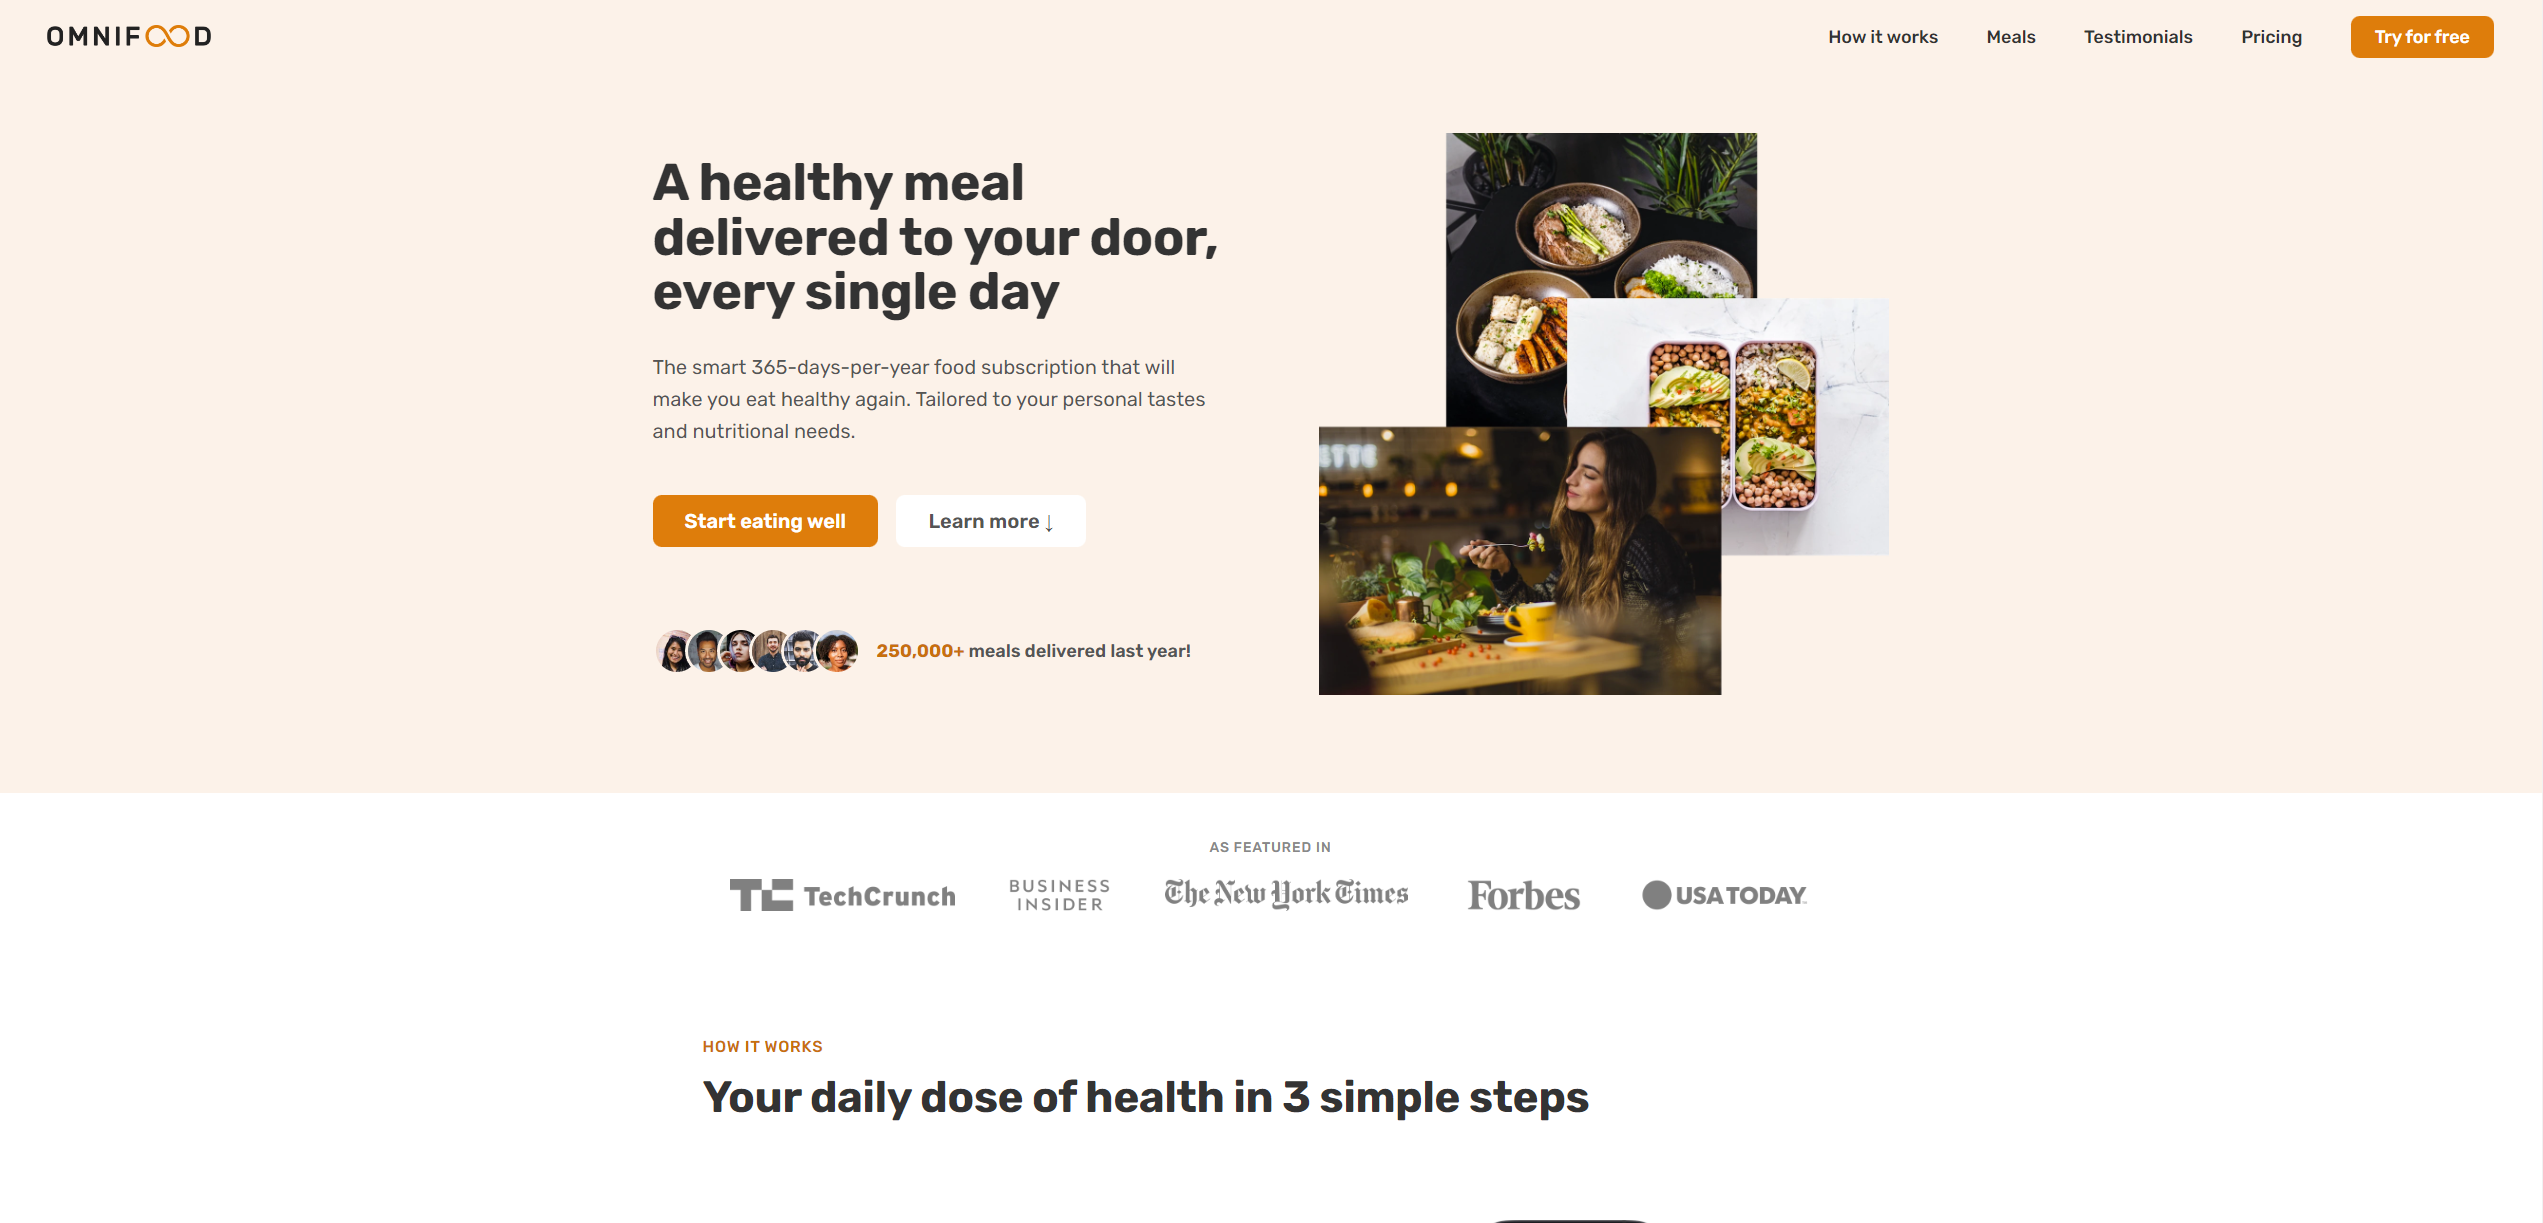 OMNIFOOD
How it works
Meals
Testimonials
Pricing
Try for free
A healthy meal
delivered to your door,
every single day
The smart 365-days-per-year food subscription that will
make you eat healthy again. Tailored to your personal tastes
and nutritional needs.
Start eating well
Learn more ↓
250,000+ meals delivered last year!
AS FEATURED IN
TC TechCrunch
BUSINESS
INSIDER
The New York Times
Forbes
USA TODAY
HOW IT WORKS
Your daily dose of health in 3 simple steps